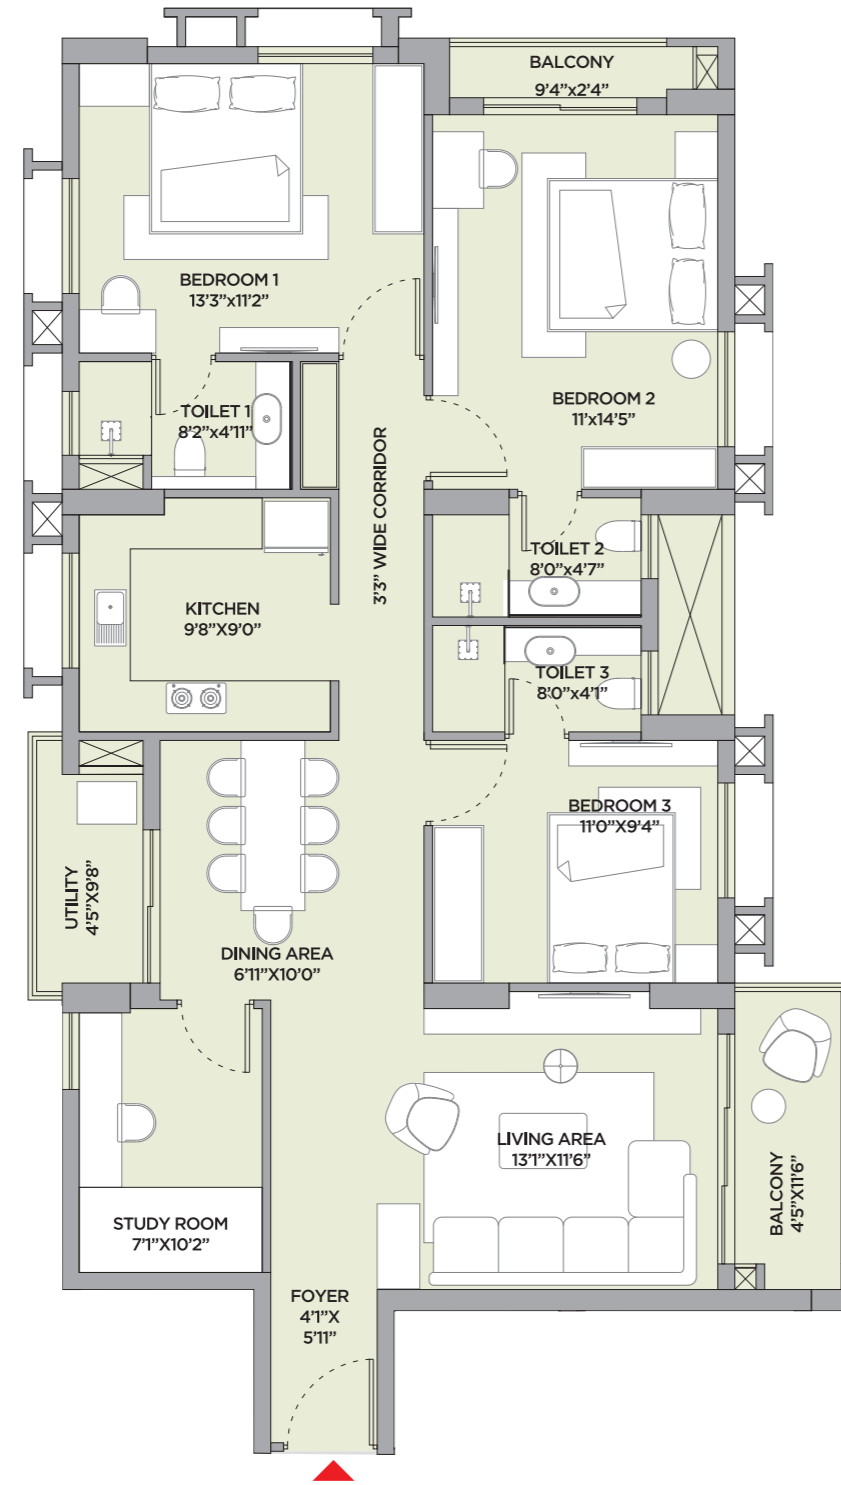 BALCONY
9'4"x2'4"
BEDROOM 1
13'3"x11'2"
BEDROOM 2
11'x14'5"
TOILET 1
8'2"x4'11"
3'3" WIDE CORRIDOR
TOILET 2
8'0"x4'7"
KITCHEN
9'8"X9'0"
TOILET 3
8'0"x4'1"
BEDROOM 3
11'0"X9'4"
UTILITY
4'5"X9'8"
DINING AREA
6'11"X10'0"
LIVING AREA
13'1"X11'6"
BALCONY
4'5"X11'6"
STUDY ROOM
7'1"X10'2"
FOYER
4'1"X
5'11"